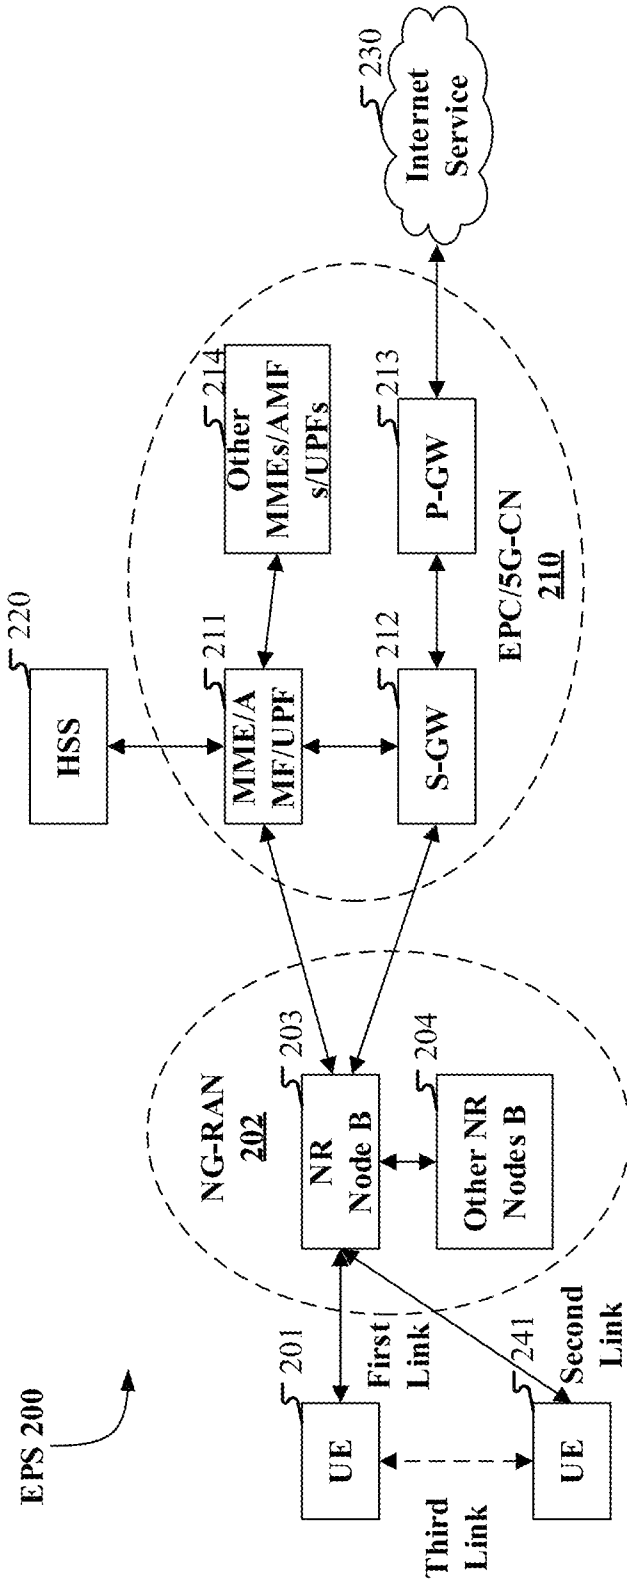 EPS 200
UE
201
First
Link
Third
Link
UE
241
Second
Link
NG-RAN
202
NR
Node B
203
Other NR
Nodes B
204
HSS
220
MME/A
MF/UPF
211
Other
MMEs/AMF
s/UPFs
214
S-GW
212
P-GW
213
EPC/5G-CN
210
Internet
Service
230